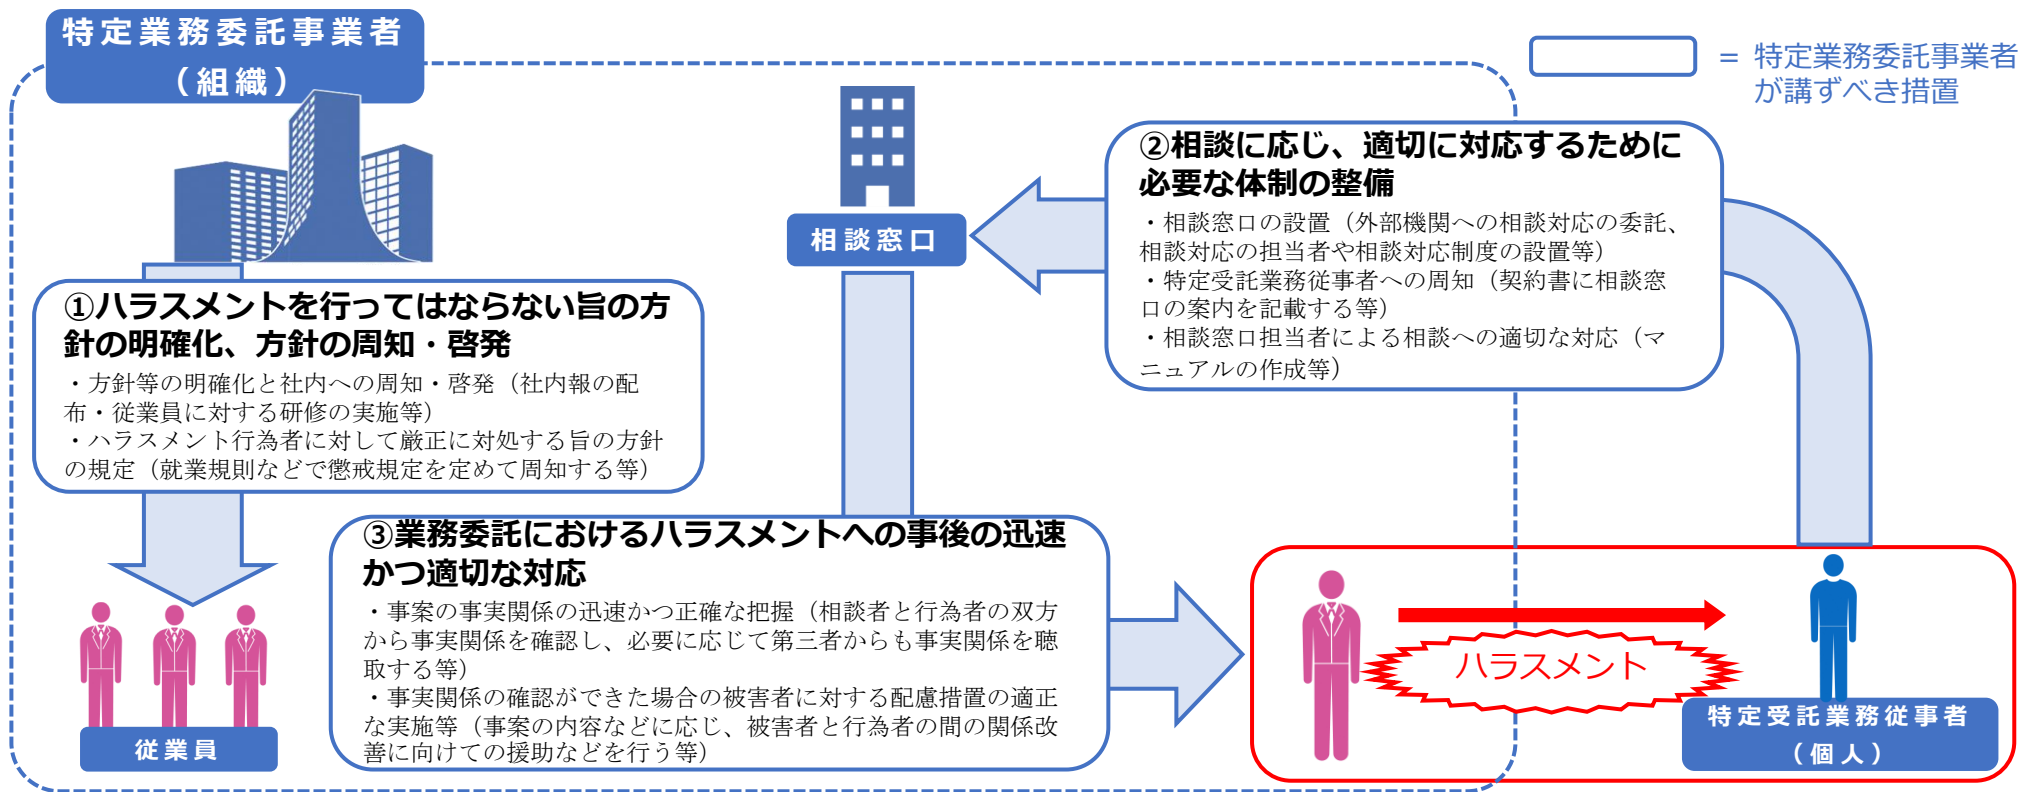 特定業務委託事業者
（組織）
= 特定業務委託事業者
が講ずべき措置
①ハラスメントを行ってはならない旨の方
針の明確化、方針の周知・啓発
・方針等の明確化と社内への周知・啓発（社内報の配
布・従業員に対する研修の実施等）
・ハラスメント行為者に対して厳正に対処する旨の方針
の規定（就業規則などで懲戒規定を定めて周知する等）
従業員
相談窓口
②相談に応じ、適切に対応するために
必要な体制の整備
・相談窓口の設置（外部機関への相談対応の委託、
相談対応の担当者や相談対応制度の設置等）
・特定受託業務従事者への周知（契約書に相談窓
口の案内を記載する等）
・相談窓口担当者による相談への適切な対応（マ
ニュアルの作成等）
③業務委託におけるハラスメントへの事後の迅速
かつ適切な対応
・事案の事実関係の迅速かつ正確な把握（相談者と行為者の双方
から事実関係を確認し、必要に応じて第三者からも事実関係を聴
取する等）
・事実関係の確認ができた場合の被害者に対する配慮措置の適正
な実施等（事案の内容などに応じ、被害者と行為者の間の関係改
善に向けての援助などを行う等）
ハラスメント
特定受託業務従事者
（個人）